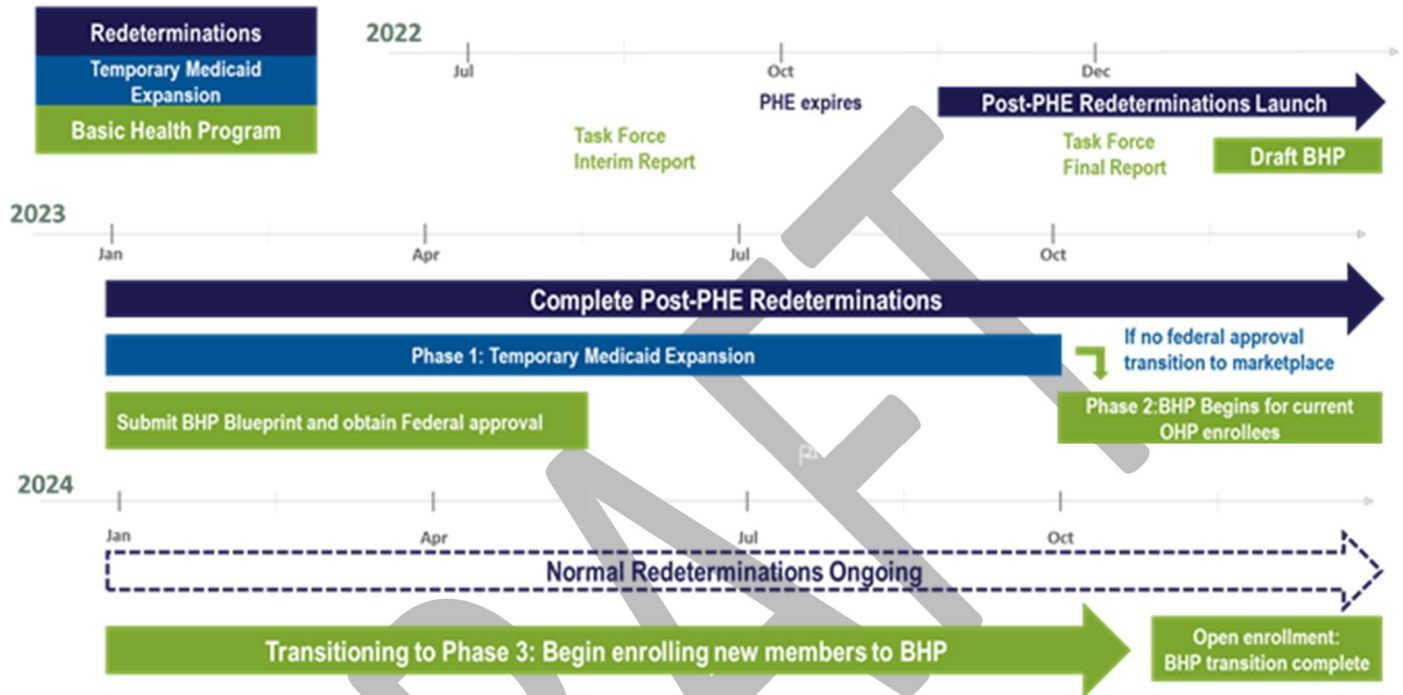 Redeterminations
Temporary Medicaid
Expansion
Basic Health Program
2022
Jul
Oct
Dec
PHE expires
Post-PHE Redeterminations Launch
Task Force
Interim Report
Task Force
Final Report
Draft BHP
2023
Jan
Apr
Jul
Oct
Complete Post-PHE Redeterminations
Phase 1: Temporary Medicaid Expansion
If no federal approval
transition to marketplace
Submit BHP Blueprint and obtain Federal approval
Phase 2:BHP Begins for current
OHP enrollees
2024
Jan
Apr
Jul
Oct
Normal Redeterminations Ongoing
Transitioning to Phase 3: Begin enrolling new members to BHP
Open enrollment:
BHP transition complete
DRAFT